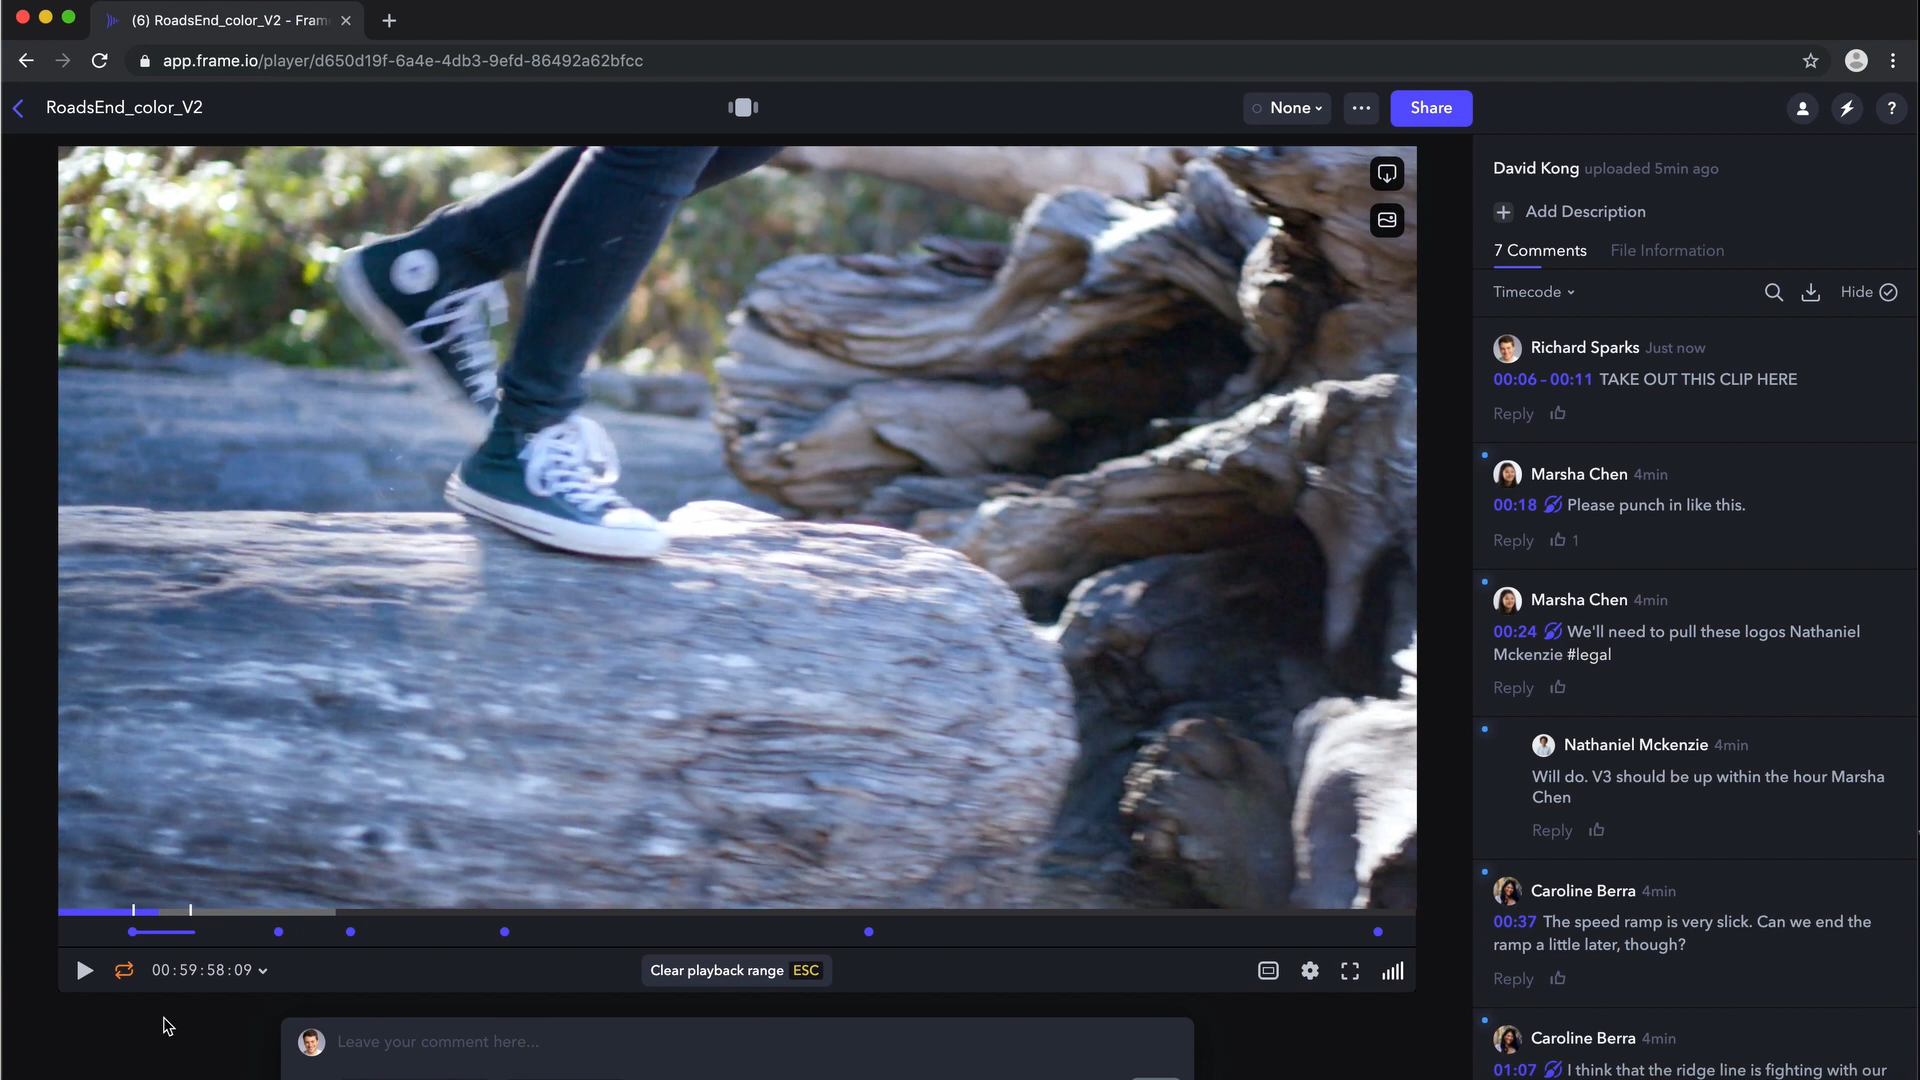 (6) RoadsEnd_color_V2 - Fram
app.frame.io/player/d650d19f-6a4e-4db3-9efd-86492a62bfcc
RoadsEnd_color_V2
None
Share
?
David Kong uploaded 5min ago
Add Description
7 Comments File Information
Timecode Hide
Richard Sparks Just now
00:06 - 00:11 TAKE OUT THIS CLIP HERE
Reply
Marsha Chen 4min
00:18 Please punch in like this.
Reply 1
Marsha Chen 4min
00:24 We'll need to pull these logos Nathaniel
Mckenzie #legal
Reply
Nathaniel Mckenzie 4min
Will do. V3 should be up within the hour Marsha
Chen
Reply
Caroline Berra 4min
00:37 The speed ramp is very slick. Can we end the
ramp a little later, though?
Reply
Caroline Berra 4min
01:07 I think that the ridge line is fighting with our
00:59:58:09
Clear playback range ESC
Leave your comment here...